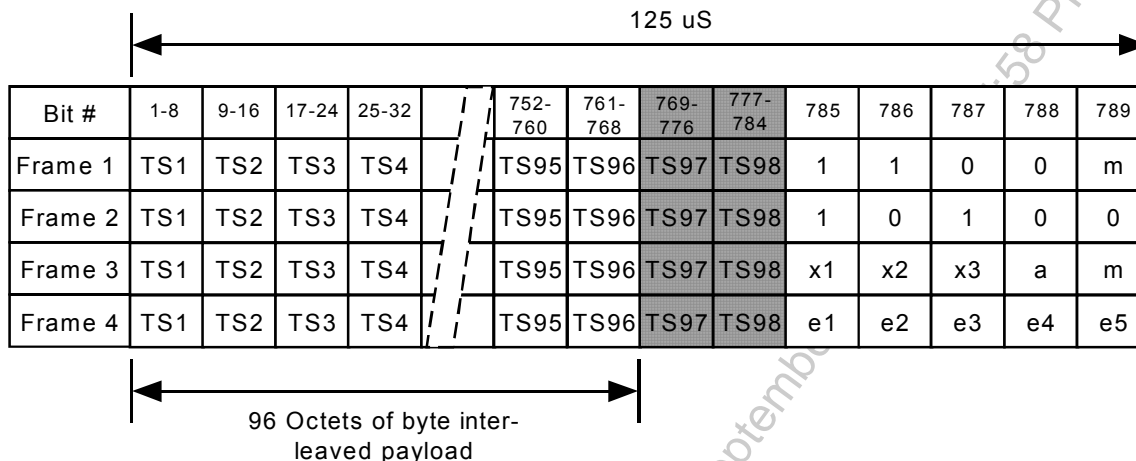 125 uS
Bit # 1-8 9-16 17-24 25-32 752-760 761-768 769-776 777-784 785 786 787 788 789
Frame 1 TS1 TS2 TS3 TS4 TS95 TS96 TS97 TS98 1 1 0 0 m
Frame 2 TS1 TS2 TS3 TS4 TS95 TS96 TS97 TS98 1 0 1 0 0
Frame 3 TS1 TS2 TS3 TS4 TS95 TS96 TS97 TS98 x1 x2 x3 a m
Frame 4 TS1 TS2 TS3 TS4 TS95 TS96 TS97 TS98 e1 e2 e3 e4 e5
96 Octets of byte inter-
leaved payload